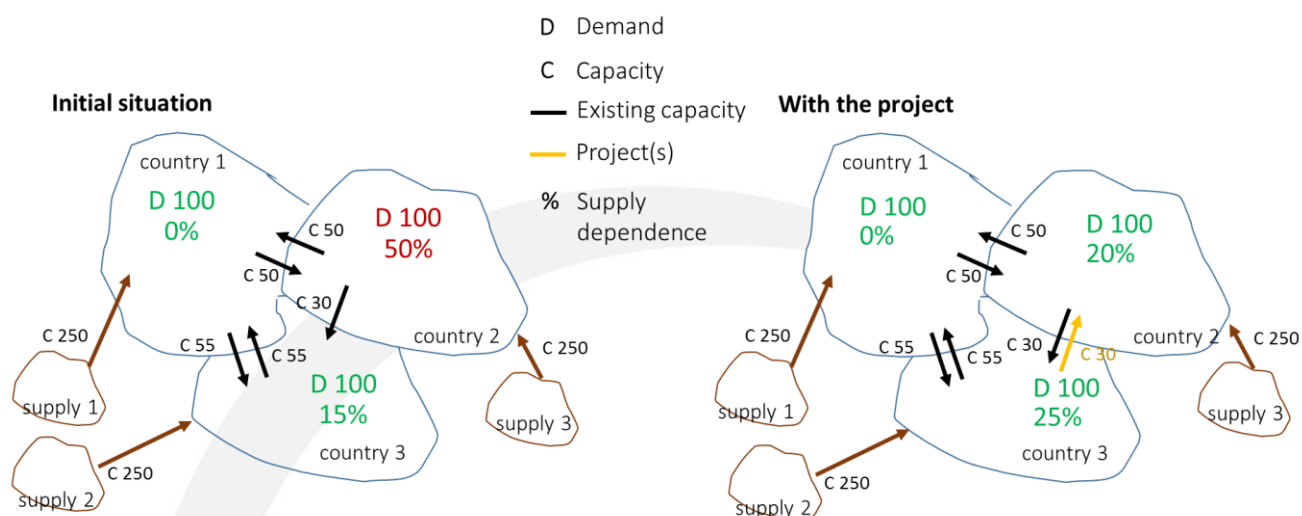 D Demand
C Capacity
Existing capacity
Project(s)
% Supply
dependence
Initial situation
country 1
D 100
0%
D 100
50%
C 50
C 50
C 30
country 2
C 250
C 55
C 55
C 250
supply 1
D 100
15%
supply 3
country 3
C 250
supply 2
With the project
country 1
D 100
0%
D 100
20%
C 50
C 50
C 30
C 30
country 2
C 250
C 55
C 55
C 250
supply 1
D 100
25%
supply 3
country 3
C 250
supply 2